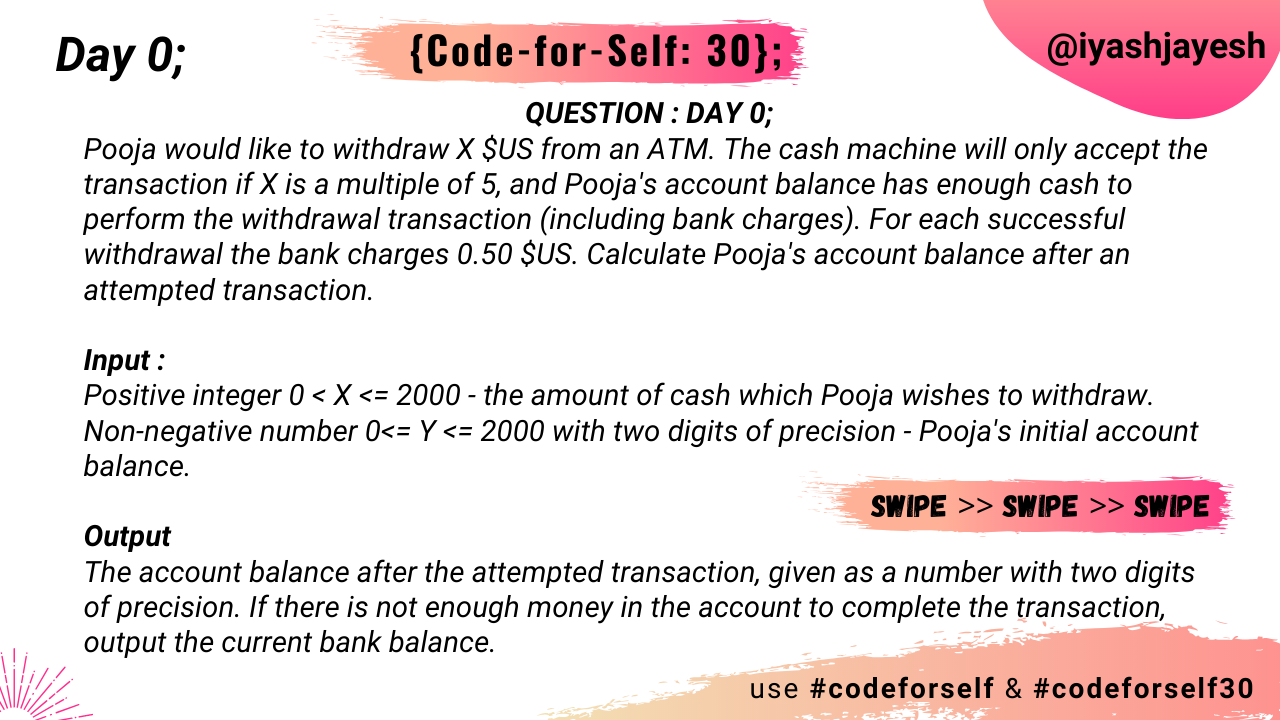 Day 0;
{Code-for-Self: 30};
@iyashjayesh
QUESTION : DAY 0;
Pooja would like to withdraw X $US from an ATM. The cash machine will only accept the
transaction if X is a multiple of 5, and Pooja's account balance has enough cash to
perform the withdrawal transaction (including bank charges). For each successful
withdrawal the bank charges 0.50 $US. Calculate Pooja's account balance after an
attempted transaction.
Input :
Positive integer 0 < X <= 2000 - the amount of cash which Pooja wishes to withdraw.
Non-negative number 0<= Y <= 2000 with two digits of precision - Pooja's initial account
balance.
SWIPE >> SWIPE >> SWIPE
Output
The account balance after the attempted transaction, given as a number with two digits
of precision. If there is not enough money in the account to complete the transaction,
output the current bank balance.
use #codeforself & #codeforself30